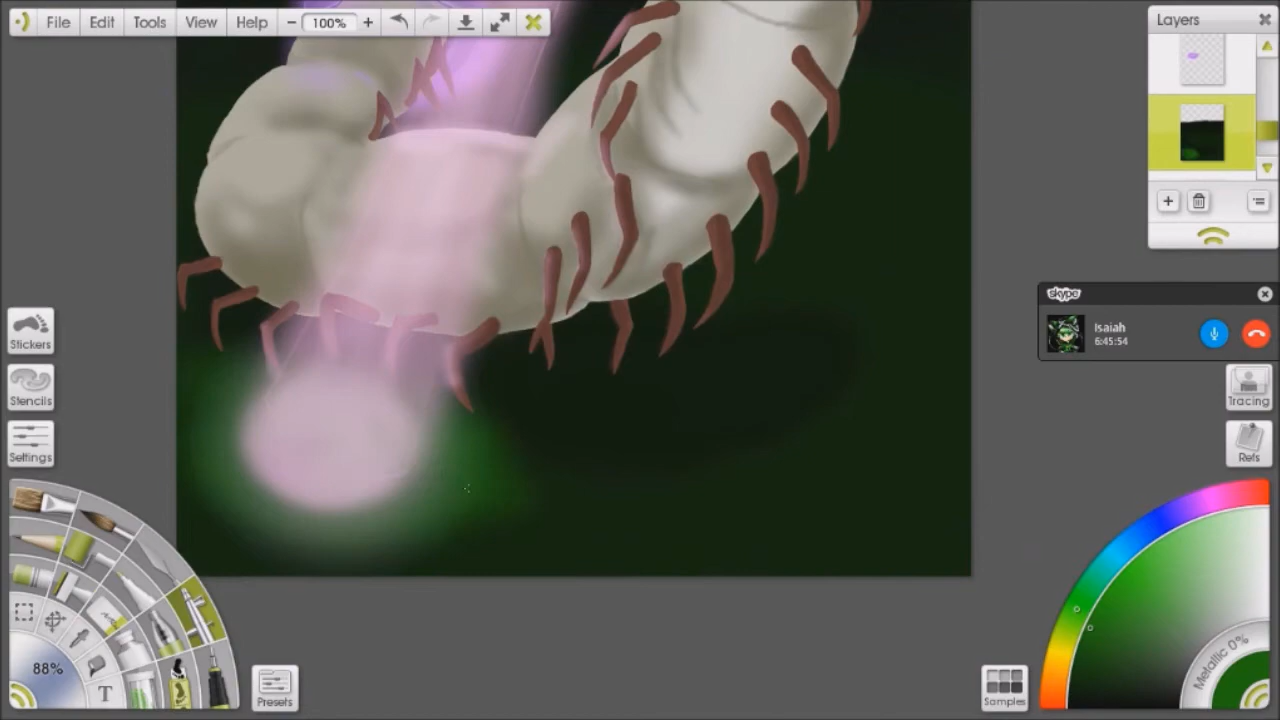 File Edit Tools View Help − 100% +
Layers
skype
Isaiah
6:45:54
Stickers
Stencils
Settings
Tracing
Refs
88%
T
Presets
Samples
Metallic 0%